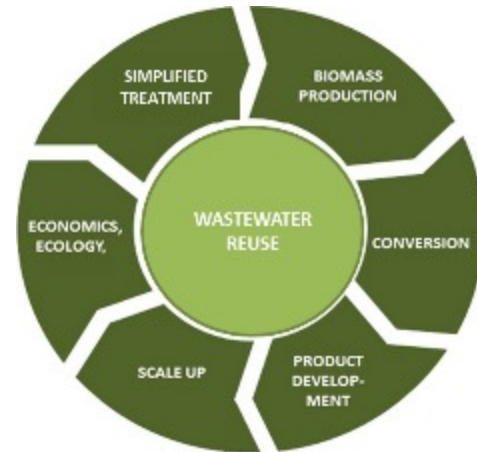 SIMPLIFIED
TREATMENT
BIOMASS
PRODUCTION
ECONOMICS,
ECOLOGY,
WASTEWATER
REUSE
CONVERSION
SCALE UP
PRODUCT
DEVELOP-
MENT